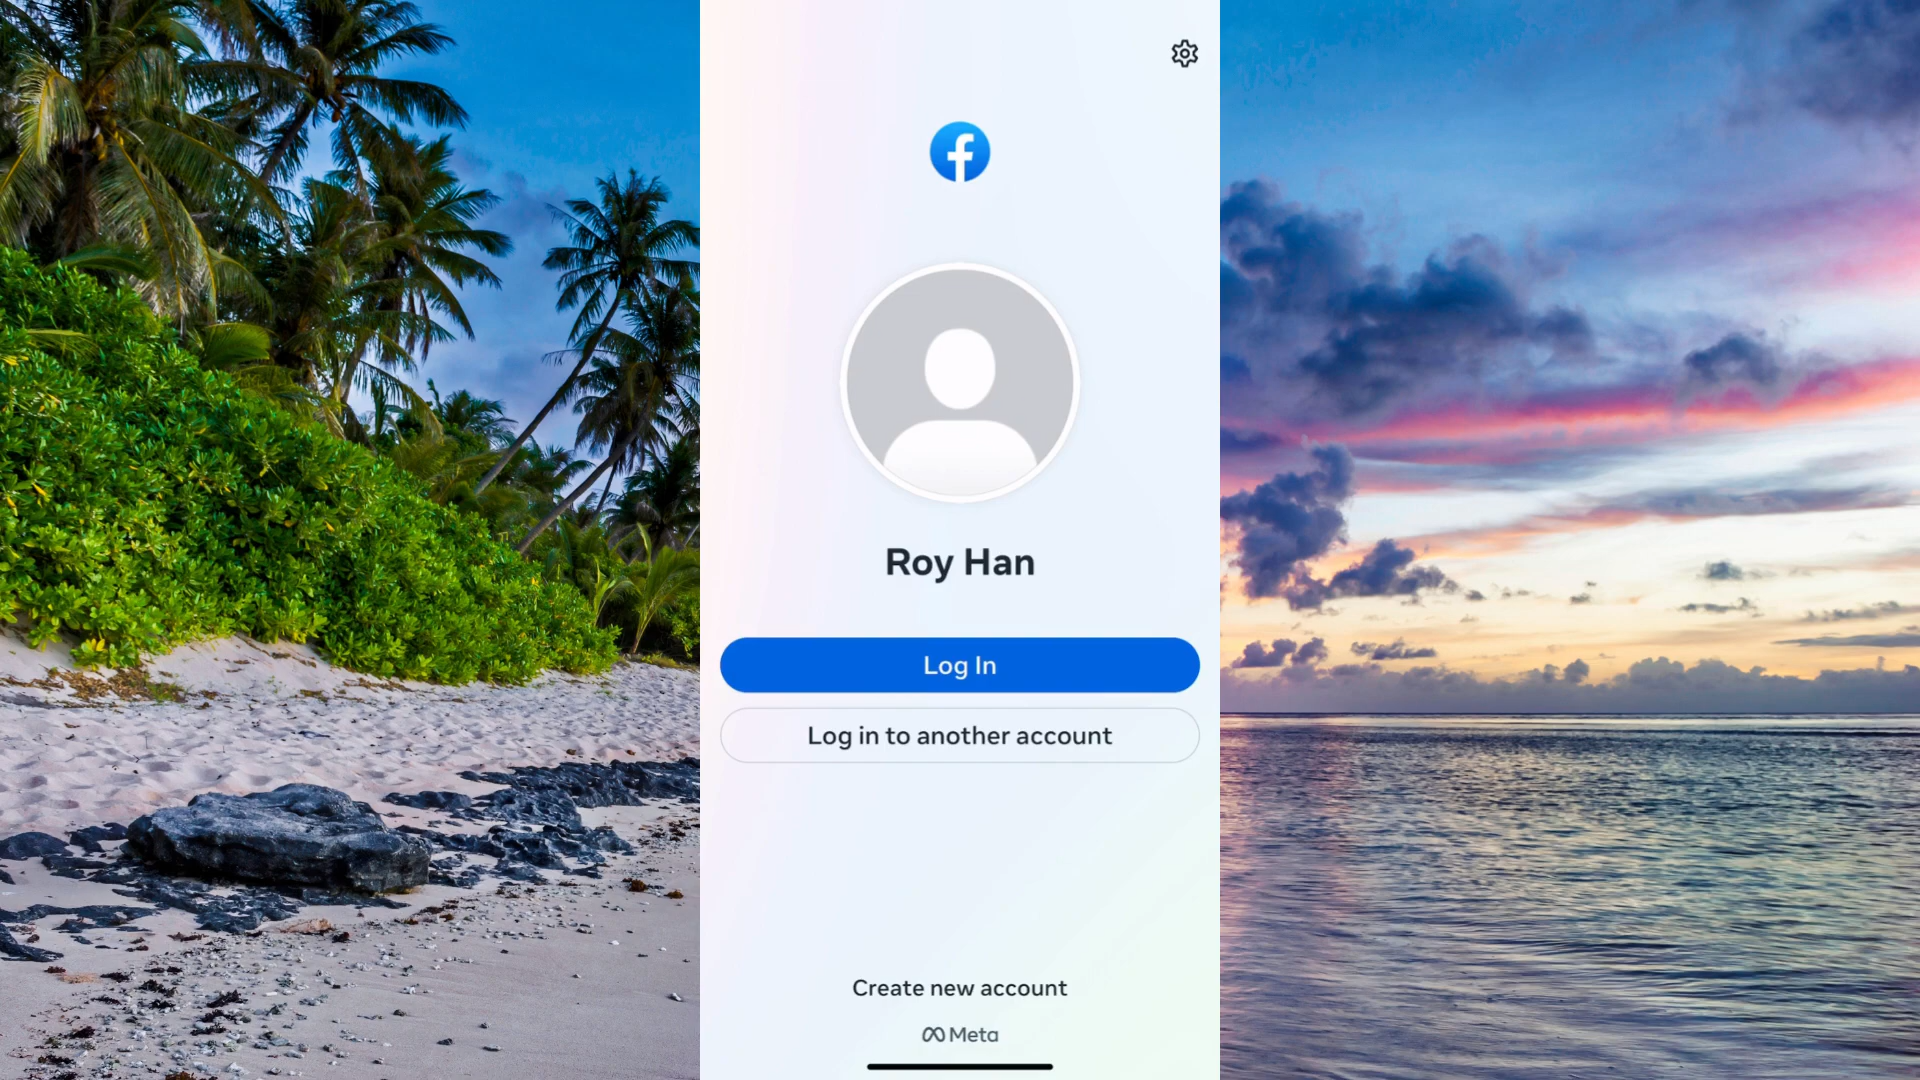 Roy Han
Log In
Log in to another account
Create new account
Meta